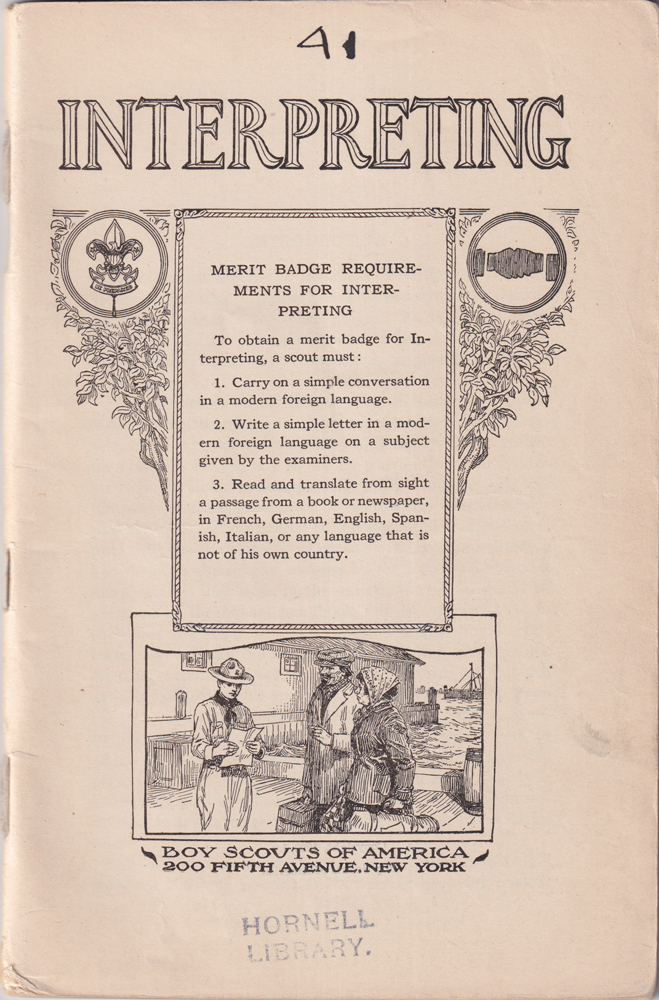 41
INTERPRETING
BE PREPARED
MERIT BADGE REQUIRE-
MENTS FOR INTER-
PRETING
To obtain a merit badge for In-
terpreting, a scout must:
1. Carry on a simple conversation
in a modern foreign language.
2. Write a simple letter in a mod-
ern foreign language on a subject
given by the examiners.
3. Read and translate from sight
a passage from a book or newspaper,
in French, German, English, Span-
ish, Italian, or any language that is
not of his own country.
BOY SCOUTS OF AMERICA
200 FIFTH AVENUE, NEW YORK
HORNELL
LIBRARY.